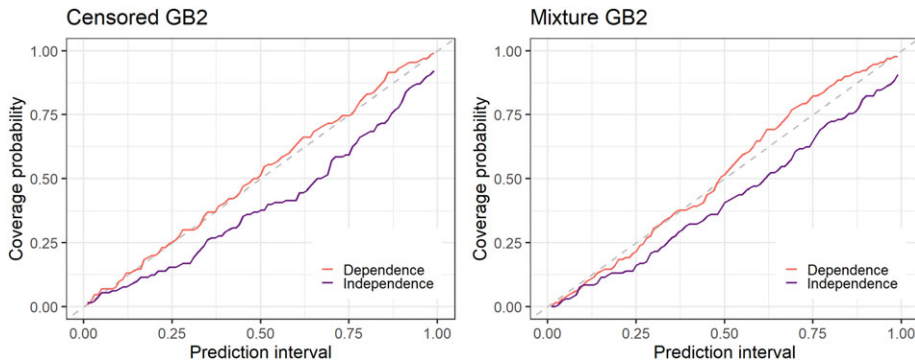 Censored GB2
Coverage probability
1.00
0.75
0.50
0.25
0.00
Dependence
Independence
0.00 0.25 0.50 0.75 1.00
Prediction interval
Mixture GB2
Coverage probability
1.00
0.75
0.50
0.25
0.00
Dependence
Independence
0.00 0.25 0.50 0.75 1.00
Prediction interval